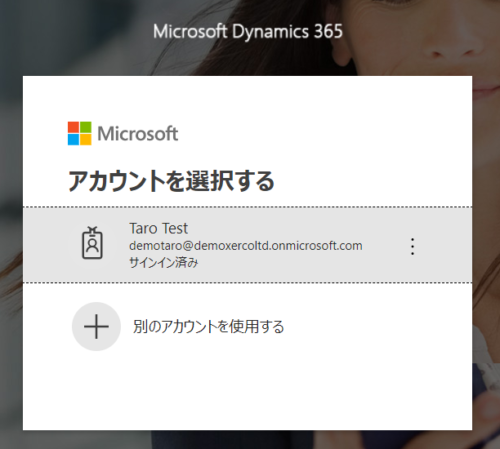 Microsoft Dynamics 365
Microsoft
アカウントを選択する
Taro Test
demotaro@demoxercoltd.onmicrosoft.com
サインイン済み
別のアカウントを使用する